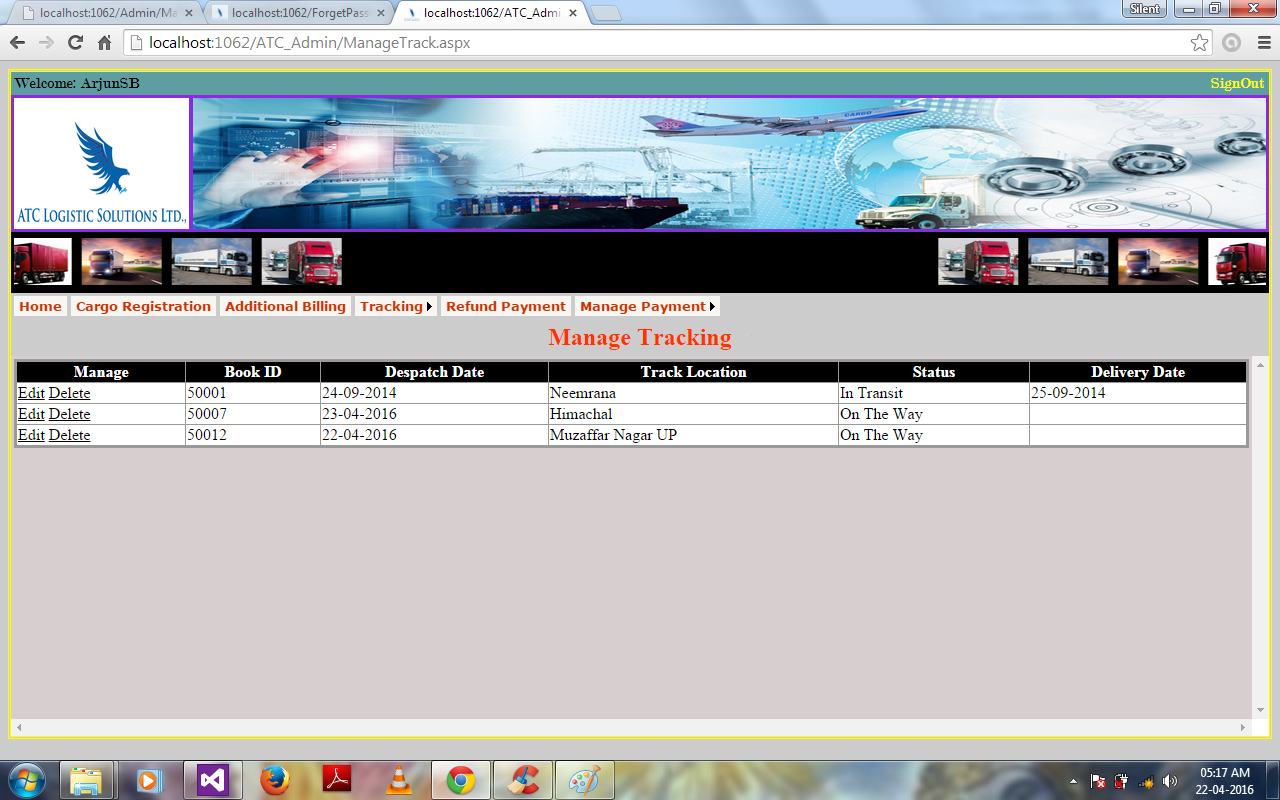 localhost:1062/Admin/Ma
localhost:1062/ForgetPass
localhost:1062/ATC_Admi
Silent
localhost:1062/ATC_Admin/ManageTrack.aspx
Welcome: ArjunSB
SignOut
ATC LOGISTIC SOLUTIONS LTD.,
CARGO
Home Cargo Registration Additional Billing Tracking Refund Payment Manage Payment
Manage Tracking
Manage Book ID Despatch Date Track Location Status Delivery Date
Edit Delete 50001 24-09-2014 Neemrana In Transit 25-09-2014
Edit Delete 50007 23-04-2016 Himachal On The Way
Edit Delete 50012 22-04-2016 Muzaffar Nagar UP On The Way
05:17 AM
22-04-2016